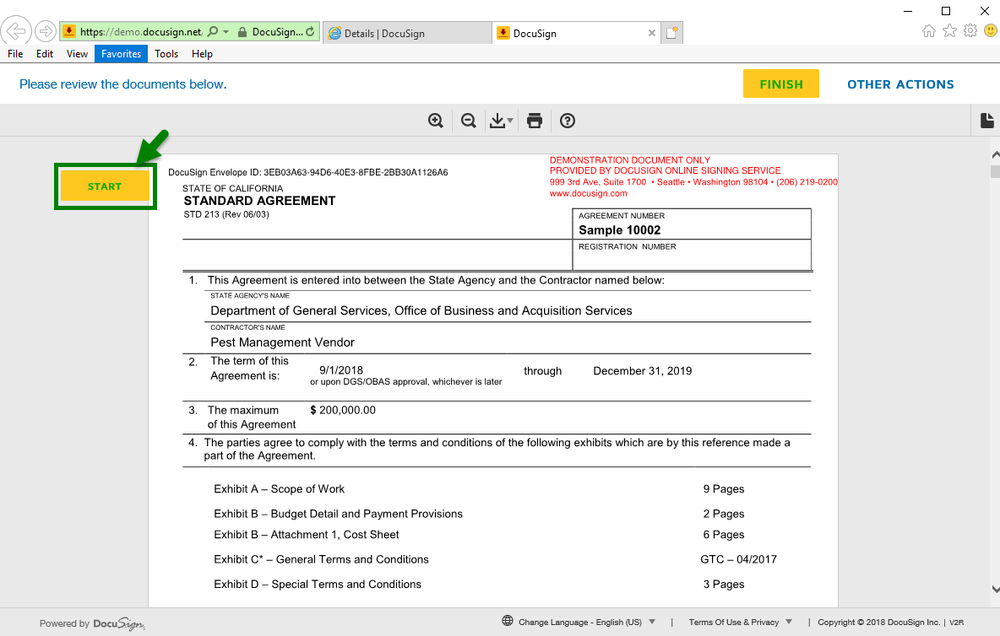 https://demo.docusign.net
DocuSign...
Details | DocuSign
DocuSign
File Edit View Favorites Tools Help
Please review the documents below.
FINISH
OTHER ACTIONS
START
DocuSign Envelope ID: 3EB03A63-94D6-40E3-8FBE-2BB30A1126A6
DEMONSTRATION DOCUMENT ONLY
PROVIDED BY DOCUSIGN ONLINE SIGNING SERVICE
999 3rd Ave, Suite 1700 • Seattle • Washington 98104 • (206) 219-0200
www.docusign.com
STATE OF CALIFORNIA
STANDARD AGREEMENT
STD 213 (Rev 06/03)
AGREEMENT NUMBER
Sample 10002
REGISTRATION NUMBER
1. This Agreement is entered into between the State Agency and the Contractor named below:
STATE AGENCY'S NAME
Department of General Services, Office of Business and Acquisition Services
CONTRACTOR'S NAME
Pest Management Vendor
2. The term of this
Agreement is:
9/1/2018 through December 31, 2019
or upon DGS/OBAS approval, whichever is later
3. The maximum $ 200,000.00
of this Agreement
4. The parties agree to comply with the terms and conditions of the following exhibits which are by this reference made a
part of the Agreement.
Exhibit A – Scope of Work 9 Pages
Exhibit B – Budget Detail and Payment Provisions 2 Pages
Exhibit B – Attachment 1, Cost Sheet 6 Pages
Exhibit C* – General Terms and Conditions GTC – 04/2017
Exhibit D – Special Terms and Conditions 3 Pages
Powered by DocuSign
Change Language - English (US) | Terms Of Use & Privacy | Copyright © 2018 DocuSign Inc. | V2R